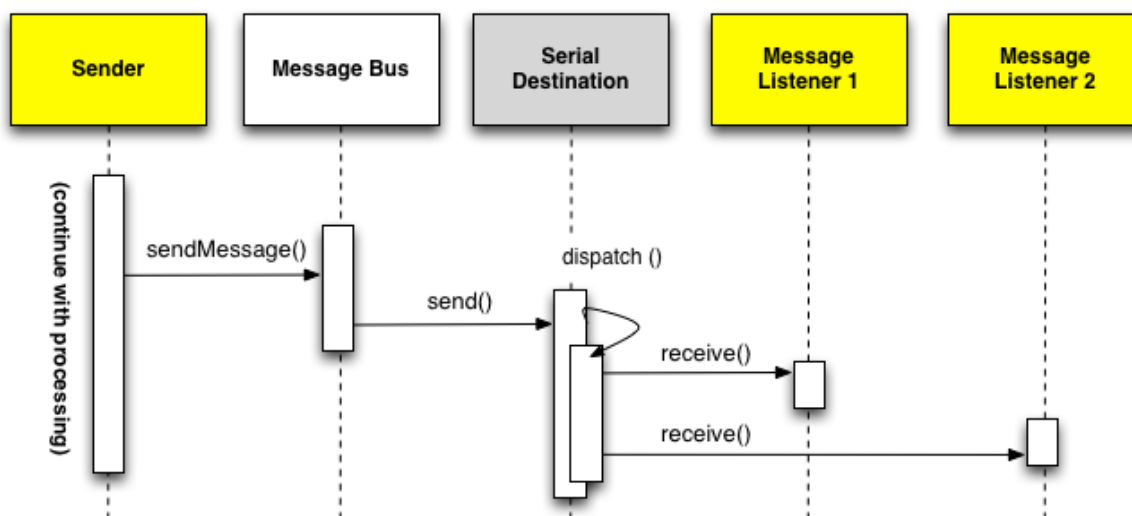 Sender
Message Bus
Serial
Destination
Message
Listener 1
Message
Listener 2
(continue with processing)
sendMessage()
dispatch ()
send()
receive()
receive()